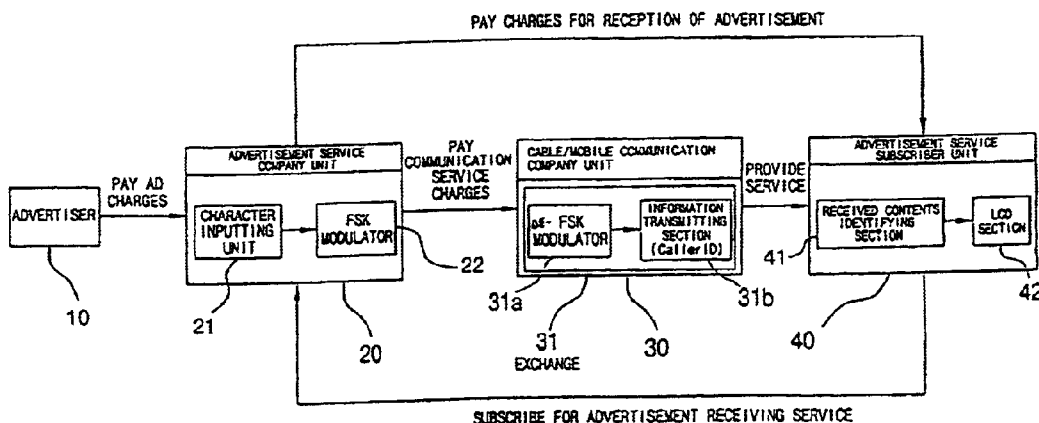 PAY CHARGES FOR RECEPTION OF ADVERTISEMENT
ADVERTISER
10
PAY AD
CHARGES
ADVERTISEMENT SERVICE
COMPANY UNIT
CHARACTER
INPUTTING
UNIT
21
FSK
MODULATOR
22
20
PAY
COMMUNICATION
SERVICE
CHARGES
CABLE/MOBILE COMMUNICATION
COMPANY UNIT
FSK
MODULATOR
31a
INFORMATION
TRANSMITTING
SECTION
(CallerID)
31b
31
30
EXCHANGE
PROVIDE
SERVICE
ADVERTISEMENT SERVICE
SUBSCRIBER UNIT
RECEIVED CONTENTS
IDENTIFYING
SECTION
41
LCD
SECTION
42
40
SUBSCRIBE FOR ADVERTISEMENT RECEIVING SERVICE